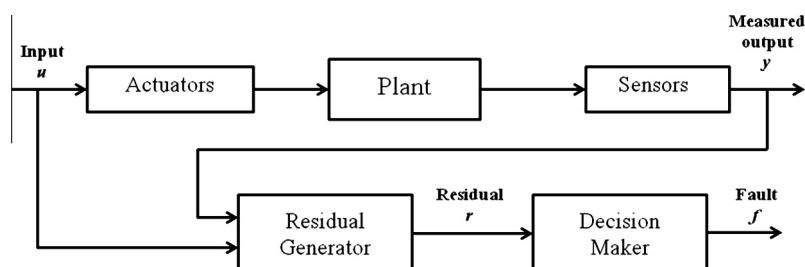 Input
u
Actuators
Plant
Sensors
Measured
output
y
Residual
Generator
Residual
r
Decision
Maker
Fault
f